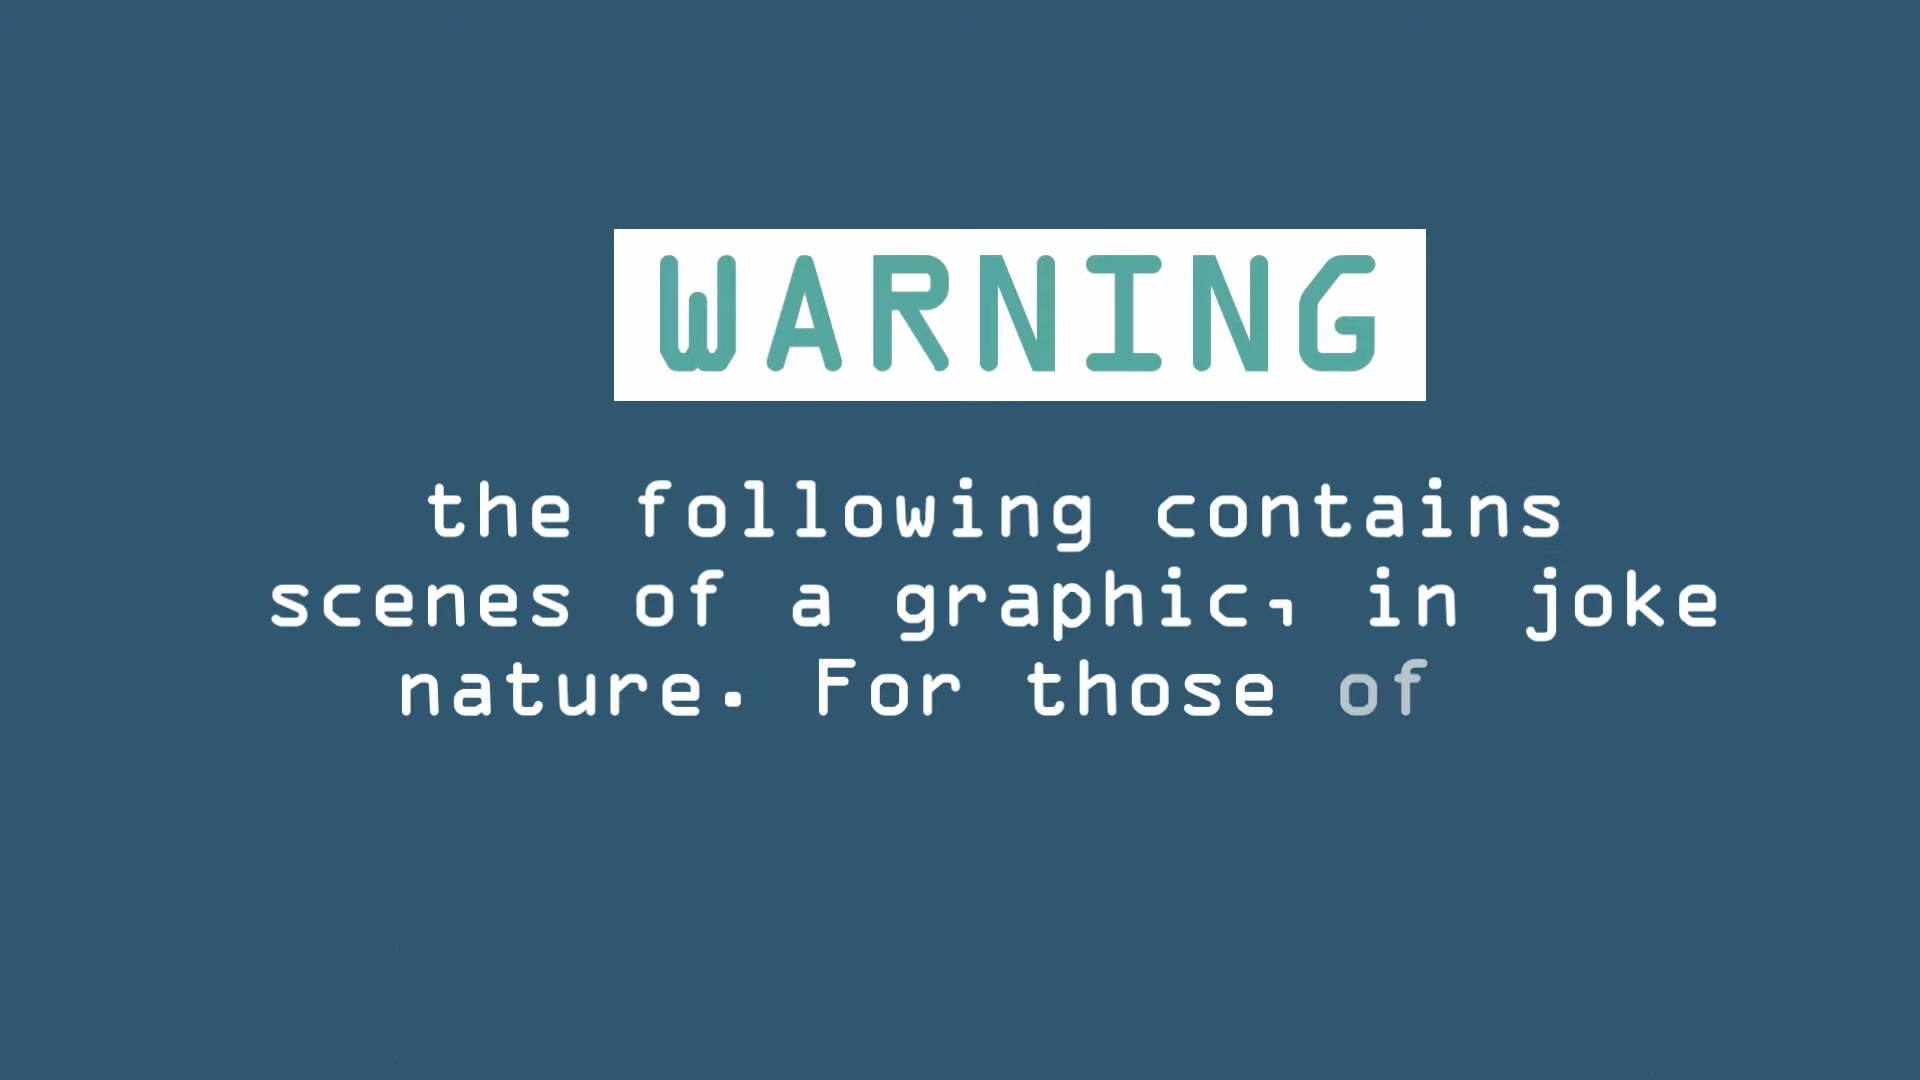 WARNING
the following contains
scenes of a graphic, in joke
nature. For those of